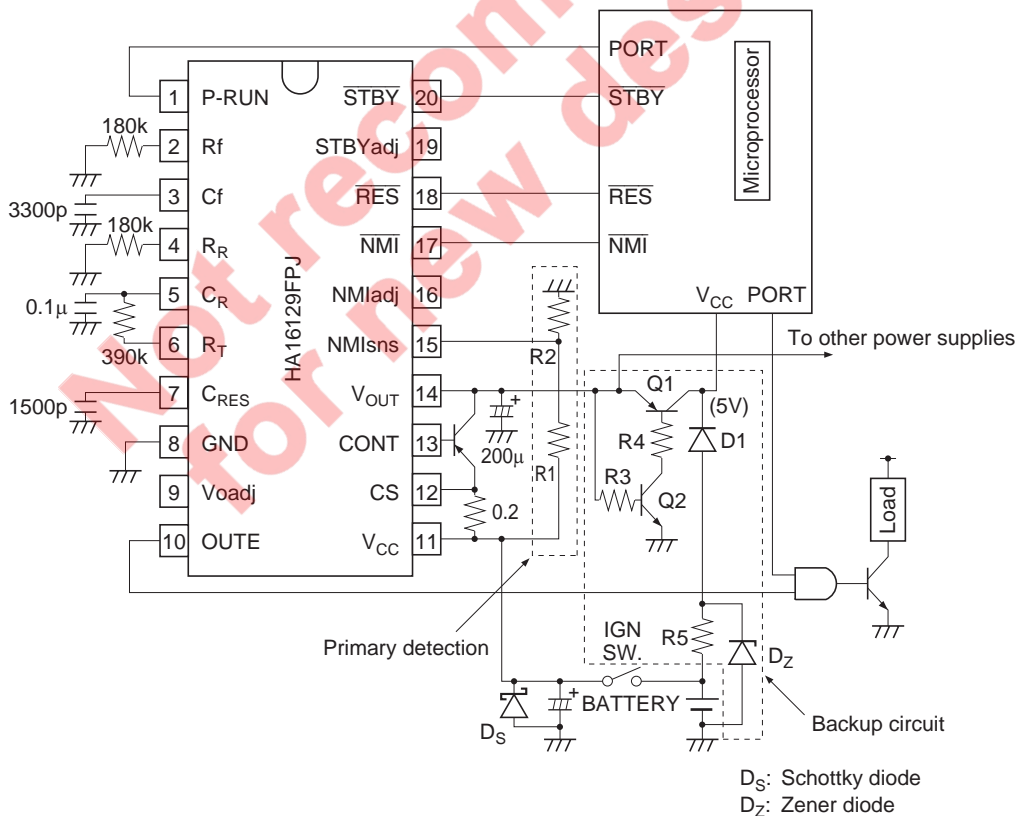 Not recommended
for new design
PORT
STBY
RES
NMI
VCC PORT
Microprocessor
1 P-RUN
2 Rf
3 Cf
4 RR
5 CR
6 RT
7 CRES
8 GND
9 Voadj
10 OUTE
HA16129FPJ
STBY 20
STBYadj 19
RES 18
NMI 17
NMIadj 16
NMIsns 15
VOUT 14
CONT 13
CS 12
VCC 11
180k
3300p
180k
0.1μ
390k
1500p
R2
R1
200μ
+
0.2
To other power supplies
Q1
(5V)
R4
D1
R3
Q2
Load
Primary detection
IGN
SW.
R5
DZ
+
BATTERY
DS
Backup circuit
DS: Schottky diode
DZ: Zener diode